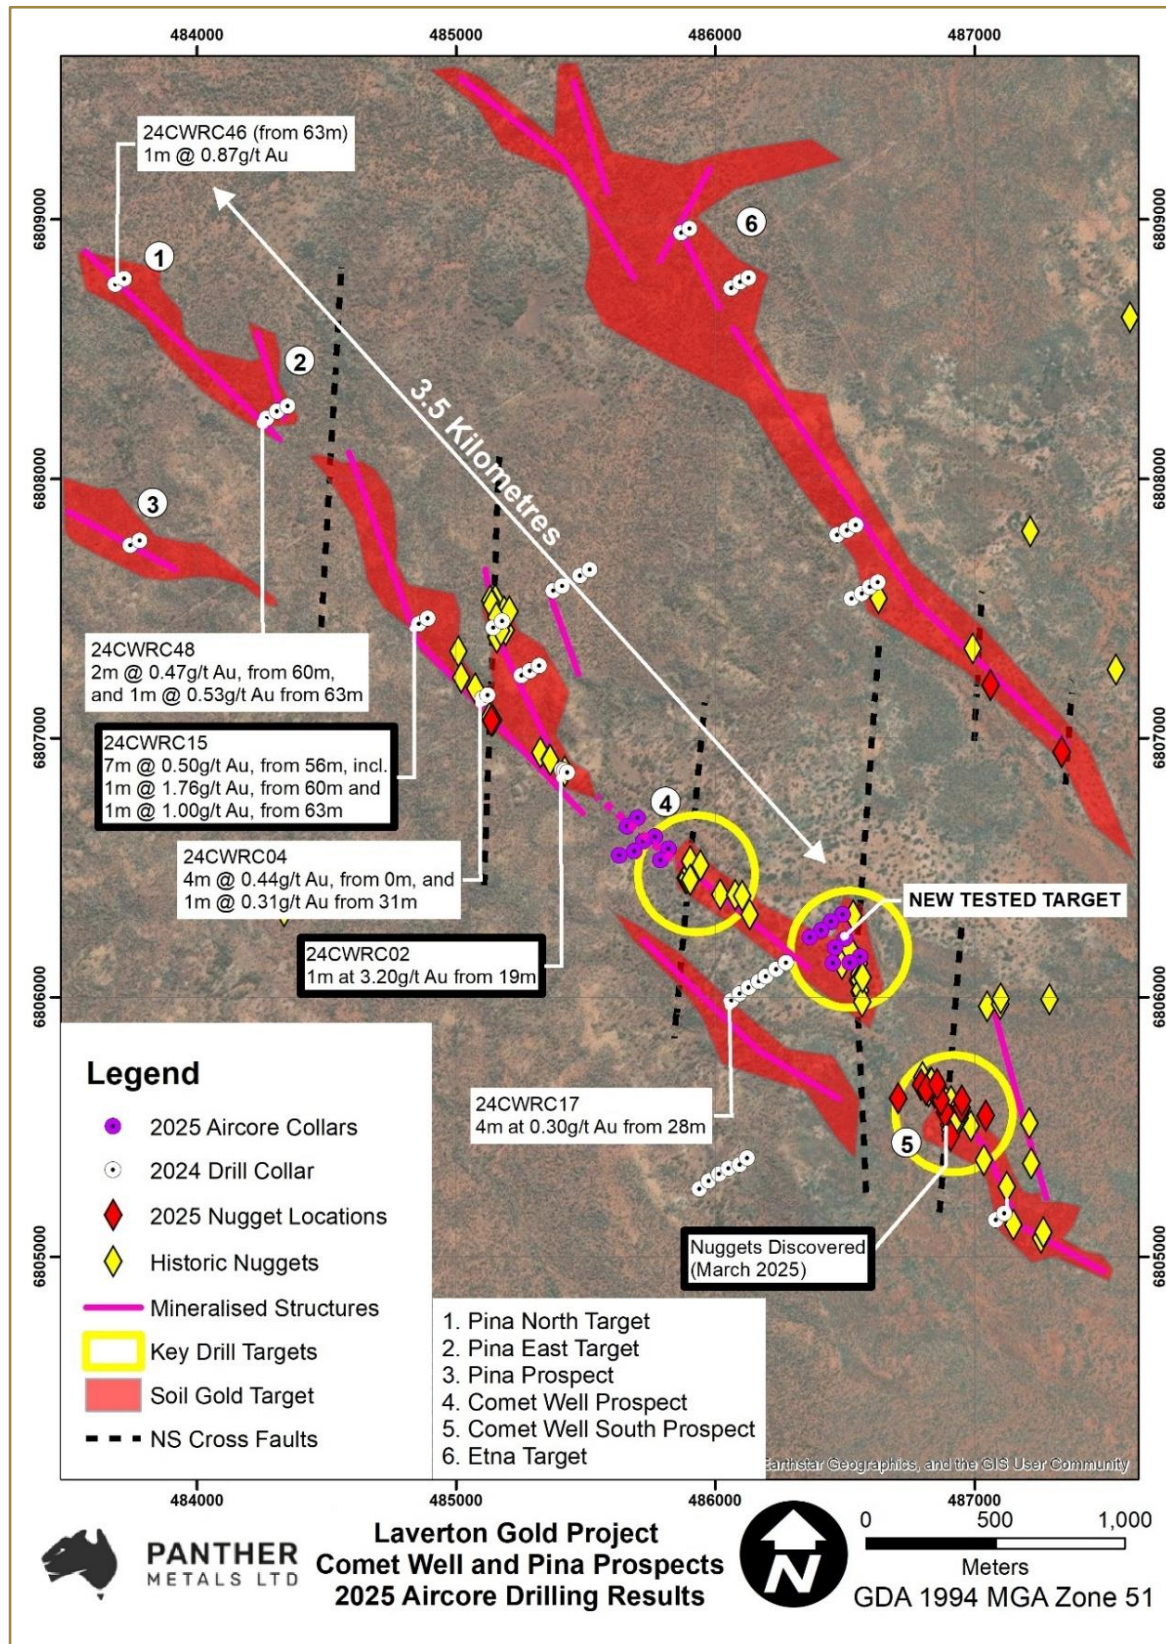 484000
485000
486000
487000
6809000
6808000
6807000
6806000
6805000
6809000
6808000
6807000
6806000
6805000
24CWRC46 (from 63m)
1m @ 0.87g/t Au
1
2
3
6
3.5 Kilometres
24CWRC48
2m @ 0.47g/t Au, from 60m,
and 1m @ 0.53g/t Au from 63m
24CWRC15
7m @ 0.50g/t Au, from 56m, incl.
1m @ 1.76g/t Au, from 60m and
1m @ 1.00g/t Au, from 63m
24CWRC04
4m @ 0.44g/t Au, from 0m, and
1m @ 0.31g/t Au from 31m
24CWRC02
1m at 3.20g/t Au from 19m
4
NEW TESTED TARGET
24CWRC17
4m at 0.30g/t Au from 28m
5
Nuggets Discovered
(March 2025)
Legend
2025 Aircore Collars
2024 Drill Collar
2025 Nugget Locations
Historic Nuggets
Mineralised Structures
Key Drill Targets
Soil Gold Target
NS Cross Faults
1. Pina North Target
2. Pina East Target
3. Pina Prospect
4. Comet Well Prospect
5. Comet Well South Prospect
6. Etna Target
Earthstar Geographics, and the GIS User Community
484000
485000
486000
487000
PANTHER
METALS LTD
Laverton Gold Project
Comet Well and Pina Prospects
2025 Aircore Drilling Results
N
0 500 1,000
Meters
GDA 1994 MGA Zone 51